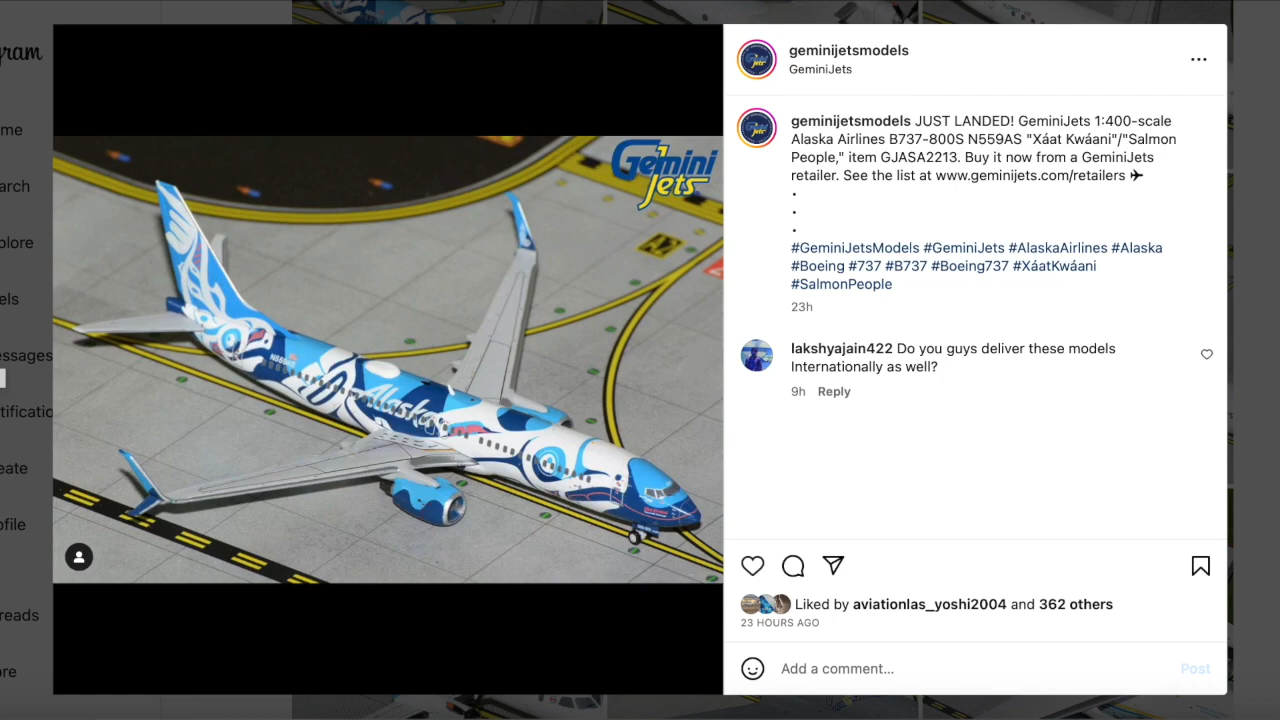 gram
me
arch
plore
els
essages
tificatio
eate
ofile
reads
ore
Gemini
Jets
A2
N559AS
Alaska
geminijetsmodels
GeminiJets
geminijetsmodels JUST LANDED! GeminiJets 1:400-scale
Alaska Airlines B737-800S N559AS "Xáat Kwáani"/"Salmon
People," item GJASA2213. Buy it now from a GeminiJets
retailer. See the list at www.geminijets.com/retailers ✈
.
.
.
#GeminiJetsModels #GeminiJets #AlaskaAirlines #Alaska
#Boeing #737 #B737 #Boeing737 #XáatKwáani
#SalmonPeople
23h
lakshyajain422 Do you guys deliver these models
Internationally as well?
9h Reply
Liked by aviationlas_yoshi2004 and 362 others
23 HOURS AGO
Add a comment...
Post